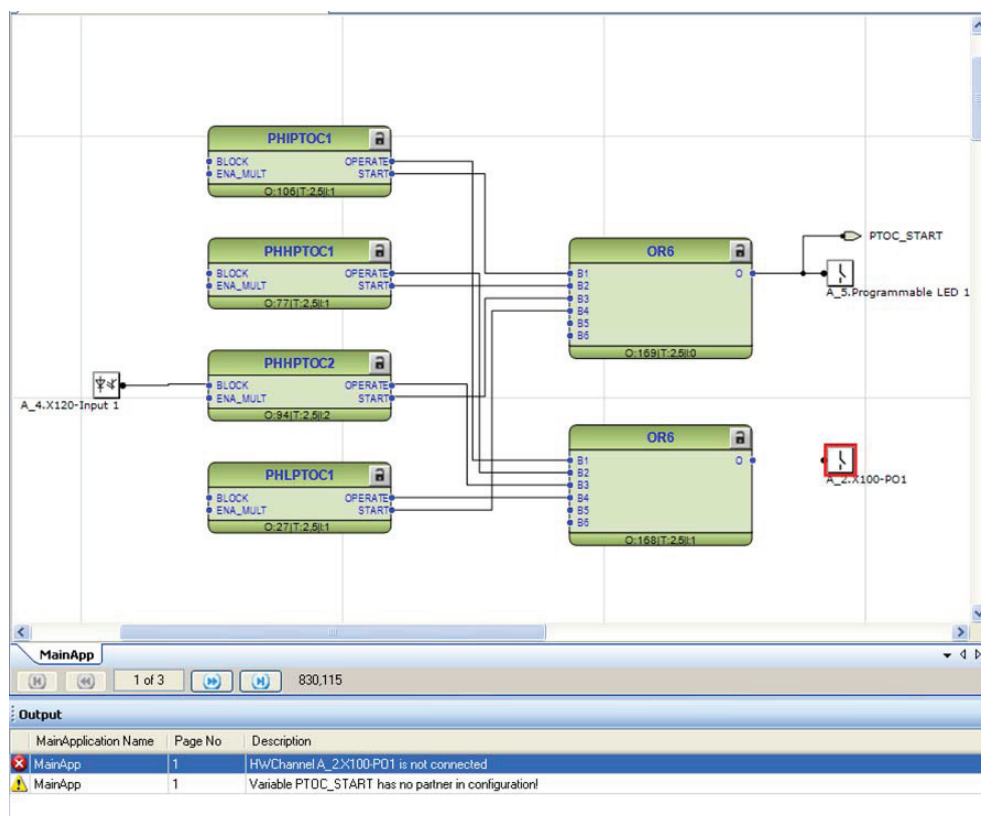 PHIPTOC1
BLOCK OPERATE
ENA_MULT START
O:106|T:2.5|I:1
PHHPTOC1
BLOCK OPERATE
ENA_MULT START
O:77|T:2.5|I:1
PHHPTOC2
BLOCK OPERATE
ENA_MULT START
O:94|T:2.5|I:2
A_4.X120-Input 1
PHLPTOC1
BLOCK OPERATE
ENA_MULT START
O:27|T:2.5|I:1
OR6
B1 O
B2
B3
B4
B5
B6
O:169|T:2.5|I:0
PTOC_START
A_5.Programmable LED 1
OR6
B1 O
B2
B3
B4
B5
B6
O:168|T:2.5|I:1
A_2.X100-PO1
MainApp
1 of 3 830,115
Output
MainApplication Name Page No Description
MainApp 1 HWChannel A_2.X100-PO1 is not connected
MainApp 1 Variable PTOC_START has no partner in configuration!